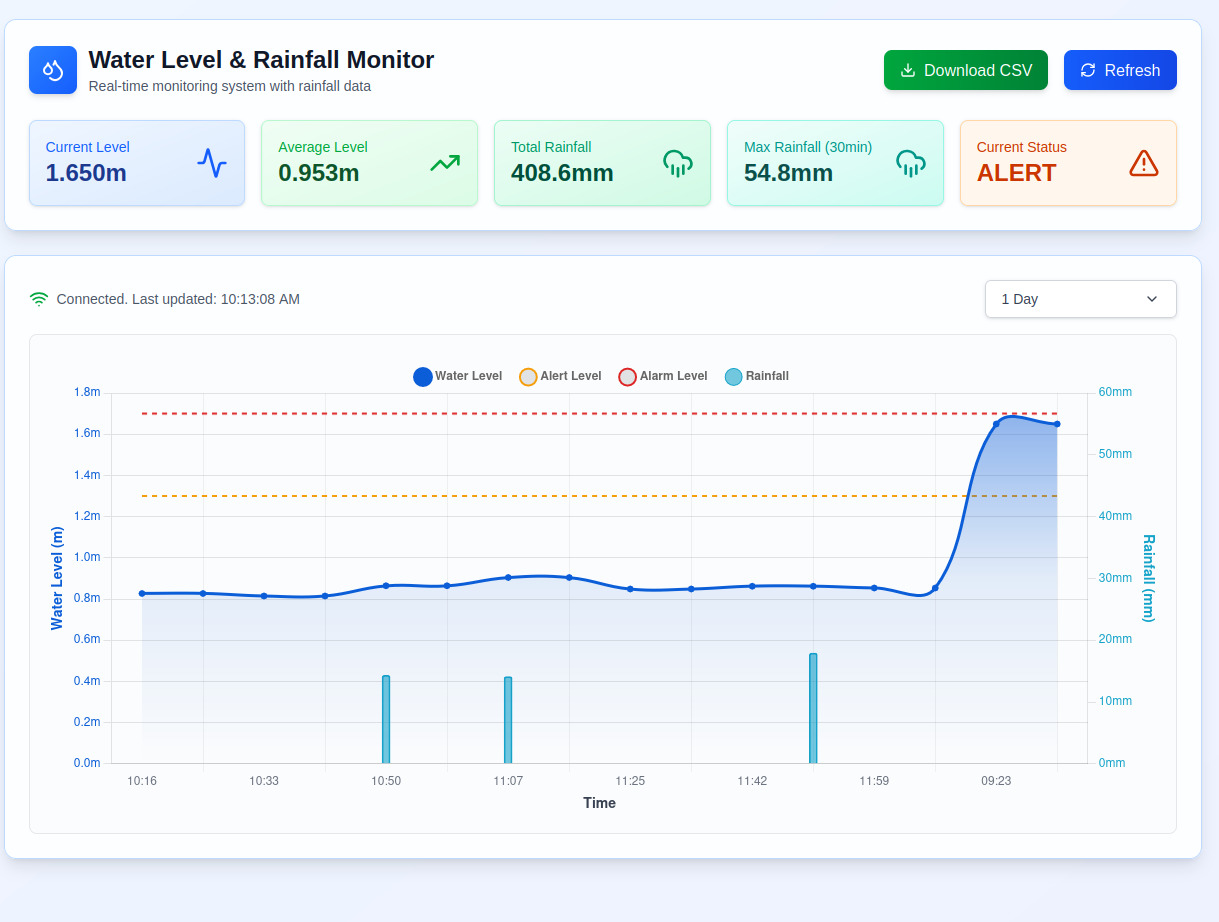 Water Level & Rainfall Monitor
Real-time monitoring system with rainfall data
Download CSV
Refresh
Current Level
1.650m
Average Level
0.953m
Total Rainfall
408.6mm
Max Rainfall (30min)
54.8mm
Current Status
ALERT
Connected. Last updated: 10:13:08 AM
1 Day
Water Level Alert Level Alarm Level Rainfall
1.8m
1.6m
1.4m
1.2m
1.0m
0.8m
0.6m
0.4m
0.2m
0.0m
Water Level (m)
60mm
50mm
40mm
30mm
20mm
10mm
0mm
Rainfall (mm)
10:16 10:33 10:50 11:07 11:25 11:42 11:59 09:23
Time